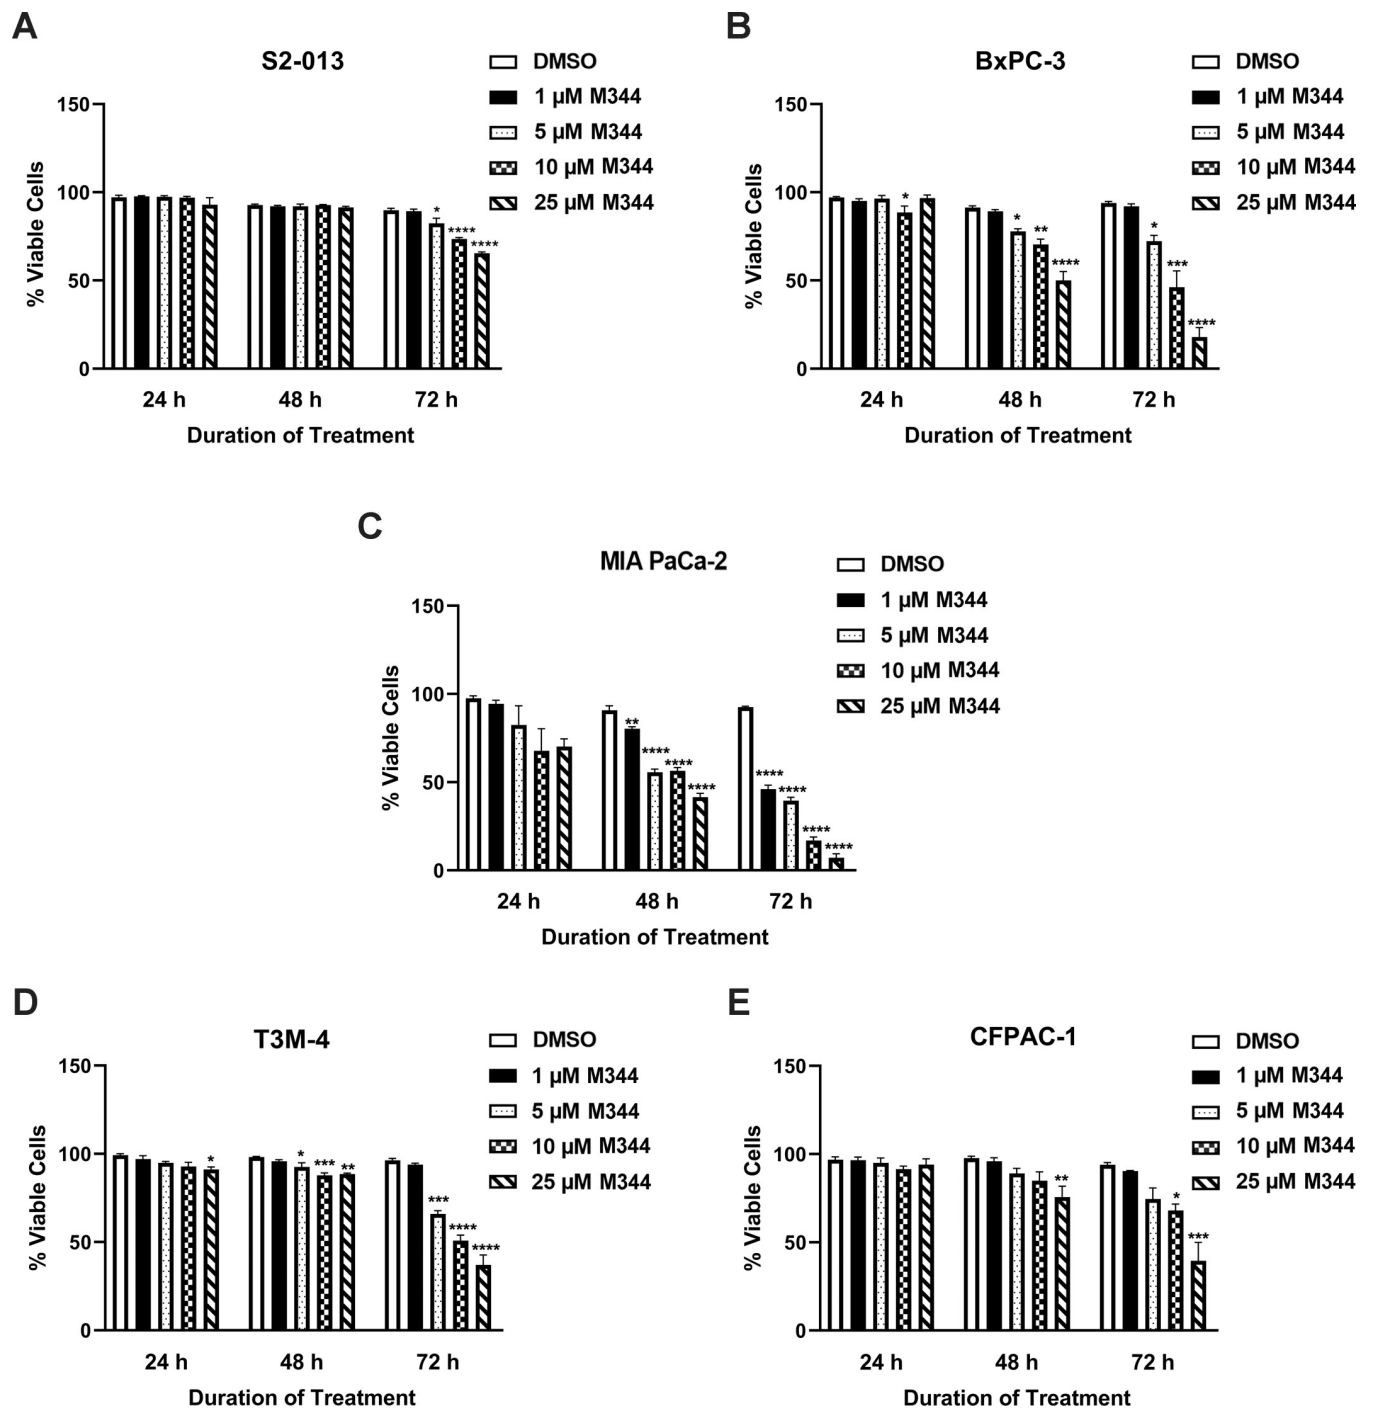 A
S2-013
DMSO
1 µM M344
5 µM M344
10 µM M344
25 µM M344
150
100
50
0
% Viable Cells
*
****
****
24 h
48 h
72 h
Duration of Treatment
B
BxPC-3
DMSO
1 µM M344
5 µM M344
10 µM M344
25 µM M344
150
100
50
0
% Viable Cells
*
*
**
****
*
***
****
24 h
48 h
72 h
Duration of Treatment
C
MIA PaCa-2
DMSO
1 µM M344
5 µM M344
10 µM M344
25 µM M344
150
100
50
0
% Viable Cells
**
****
****
****
****
****
****
****
24 h
48 h
72 h
Duration of Treatment
D
T3M-4
DMSO
1 µM M344
5 µM M344
10 µM M344
25 µM M344
150
100
50
0
% Viable Cells
*
*
***
**
***
****
****
24 h
48 h
72 h
Duration of Treatment
E
CFPAC-1
DMSO
1 µM M344
5 µM M344
10 µM M344
25 µM M344
150
100
50
0
% Viable Cells
**
*
***
24 h
48 h
72 h
Duration of Treatment